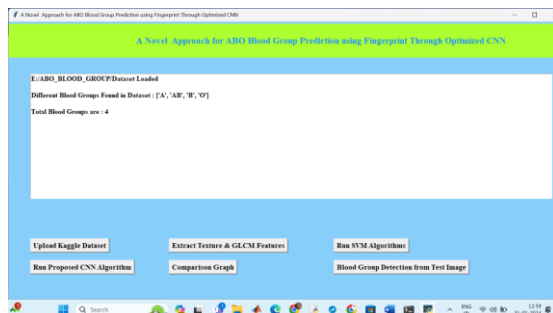 A Novel Approach for ABO Blood Group Prediction using Fingerprint Through Optimized CNN
A Novel Approach for ABO Blood Group Prediction using Fingerprint Through Optimized CNN
E:/ABO_BLOOD_GROUP/Dataset Loaded
Different Blood Groups Found in Dataset : ['A', 'AB', 'B', 'O']
Total Blood Groups are : 4
Upload Kaggle Dataset
Extract Texture & GLCM Features
Run SVM Algorithms
Run Proposed CNN Algorithm
Comparison Graph
Blood Group Detection from Test Image
Search
ENG
12:59